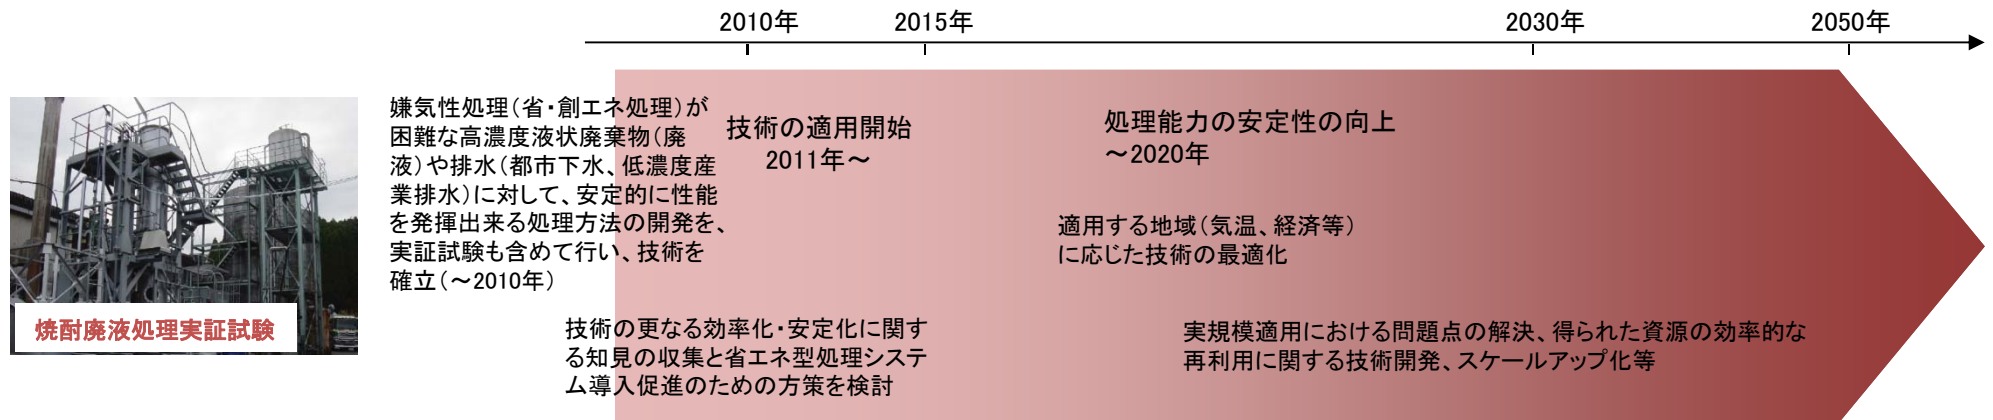 2010年
2015年
2030年
2050年
嫌気性処理(省・創エネ処理)が
困難な高濃度液状廃棄物(廃
液)や排水(都市下水、低濃度産
業排水)に対して、安定的に性能
を発揮出来る処理方法の開発を、
実証試験も含めて行い、技術を
確立(~2010年)
技術の適用開始
2011年~
処理能力の安定性の向上
~2020年
適用する地域(気温、経済等)
に応じた技術の最適化
焼酎廃液処理実証試験
技術の更なる効率化・安定化に関す
る知見の収集と省エネ型処理システ
ム導入促進のための方策を検討
実規模適用における問題点の解決、得られた資源の効率的な
再利用に関する技術開発、スケールアップ化等